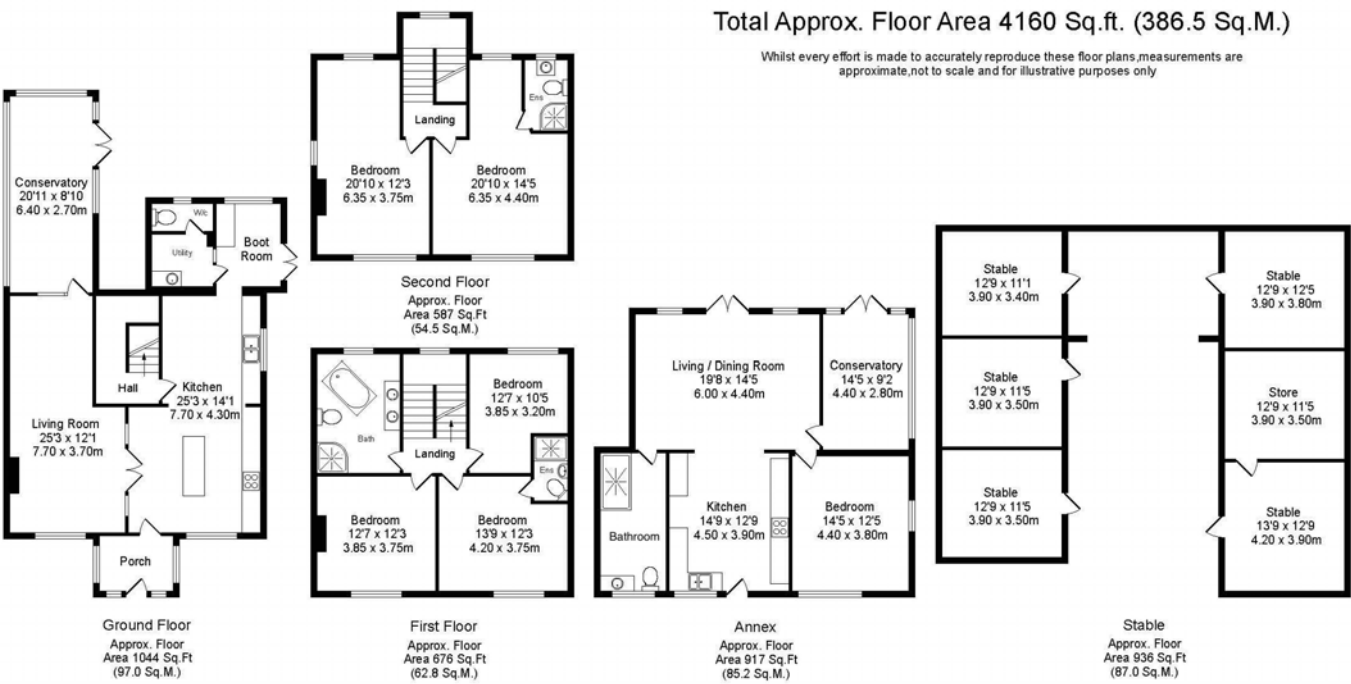 Total Approx. Floor Area 4160 Sq.ft. (386.5 Sq.M.)
Whilst every effort is made to accurately reproduce these floor plans,measurements are
approximate,not to scale and for illustrative purposes only
Conservatory
20'11 x 8'10
6.40 x 2.70m
W/c
Utility
Boot
Room
Hall
Kitchen
25'3 x 14'1
7.70 x 4.30m
Living Room
25'3 x 12'1
7.70 x 3.70m
Porch
Ground Floor
Approx. Floor
Area 1044 Sq.Ft
(97.0 Sq.M.)
Landing
Ens
Bedroom
20'10 x 12'3
6.35 x 3.75m
Bedroom
20'10 x 14'5
6.35 x 4.40m
Second Floor
Approx. Floor
Area 587 Sq.Ft
(54.5 Sq.M.)
Bedroom
12'7 x 10'5
3.85 x 3.20m
Bath
Landing
Ens
Bedroom
12'7 x 12'3
3.85 x 3.75m
Bedroom
13'9 x 12'3
4.20 x 3.75m
First Floor
Approx. Floor
Area 676 Sq.Ft
(62.8 Sq.M.)
Living / Dining Room
19'8 x 14'5
6.00 x 4.40m
Conservatory
14'5 x 9'2
4.40 x 2.80m
Bathroom
Kitchen
14'9 x 12'9
4.50 x 3.90m
Bedroom
14'5 x 12'5
4.40 x 3.80m
Annex
Approx. Floor
Area 917 Sq.Ft
(85.2 Sq.M.)
Stable
12'9 x 11'1
3.90 x 3.40m
Stable
12'9 x 12'5
3.90 x 3.80m
Stable
12'9 x 11'5
3.90 x 3.50m
Store
12'9 x 11'5
3.90 x 3.50m
Stable
12'9 x 11'5
3.90 x 3.50m
Stable
13'9 x 12'9
4.20 x 3.90m
Stable
Approx. Floor
Area 936 Sq.Ft
(87.0 Sq.M.)